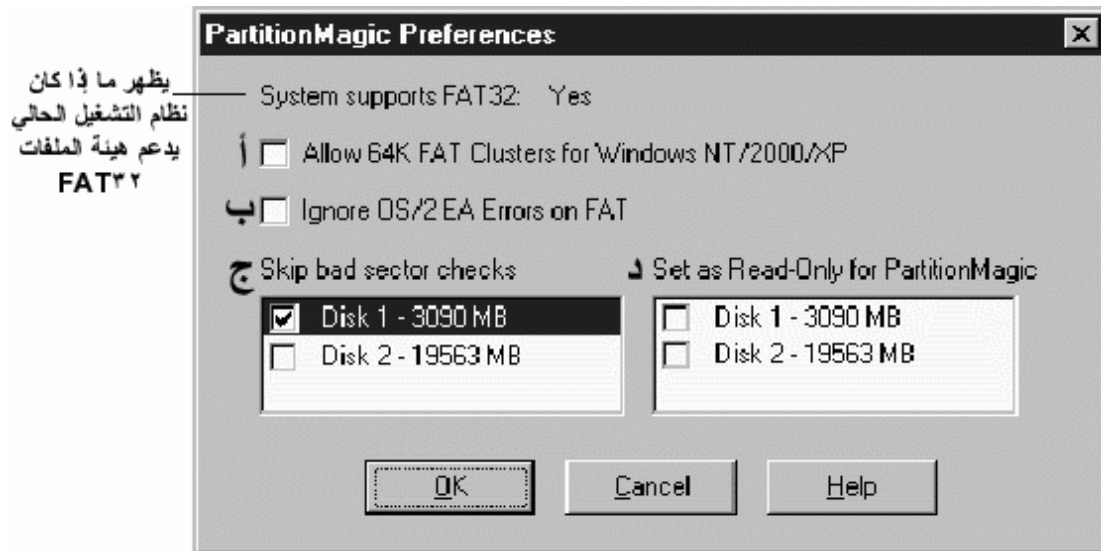 PartitionMagic Preferences
يظهر ما إذا كان
نظام التشغيل الحالي
يدعم هيئة الملفات
FAT٣٢
System supports FAT32: Yes
أ Allow 64K FAT Clusters for Windows NT/2000/XP
ب Ignore OS/2 EA Errors on FAT
ج Skip bad sector checks
Disk 1 - 3090 MB
Disk 2 - 19563 MB
د Set as Read-Only for PartitionMagic
Disk 1 - 3090 MB
Disk 2 - 19563 MB
OK
Cancel
Help